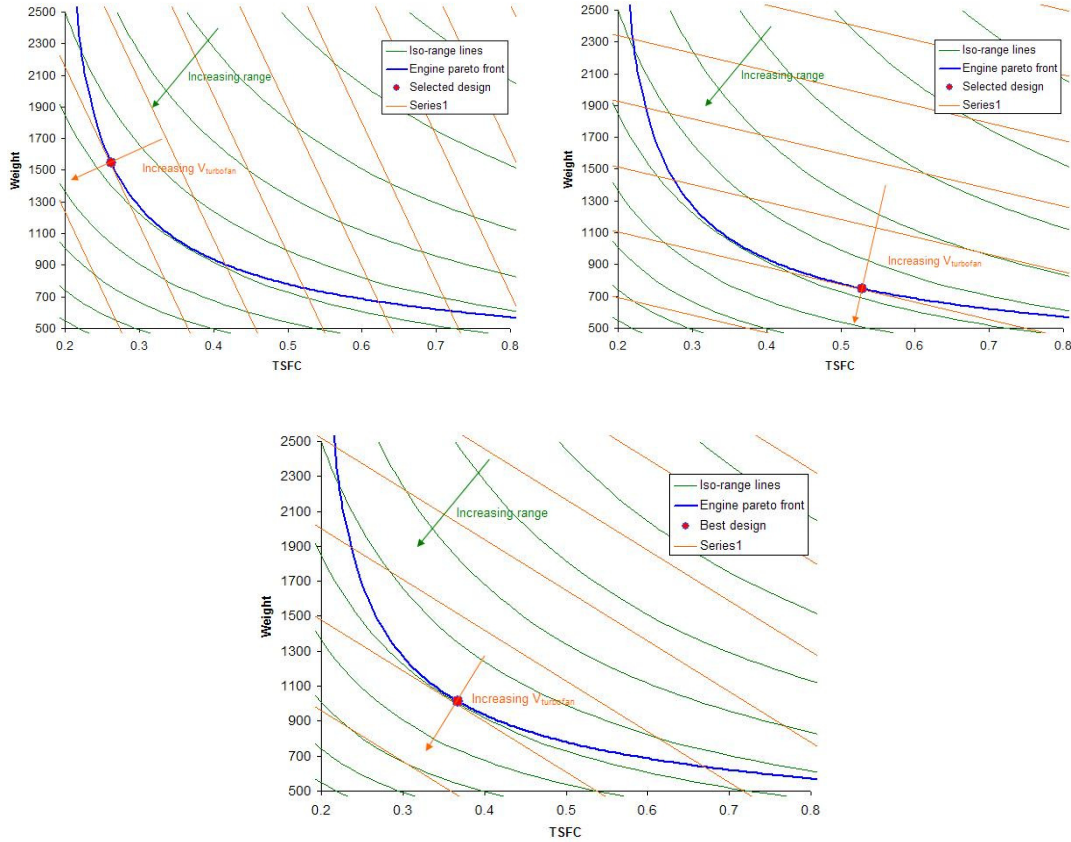 2500
2300
2100
1900
1700
1500
1300
1100
900
700
500
Weight
0.2 0.3 0.4 0.5 0.6 0.7 0.8
TSFC
Increasing range
Increasing Vturbofan
Iso-range lines
Engine pareto front
Selected design
Series1
2500
2300
2100
1900
1700
1500
1300
1100
900
700
500
Weight
0.2 0.3 0.4 0.5 0.6 0.7 0.8
TSFC
Increasing range
Increasing Vturbofan
Iso-range lines
Engine pareto front
Selected design
Series1
2500
2300
2100
1900
1700
1500
1300
1100
900
700
500
Weight
0.2 0.3 0.4 0.5 0.6 0.7 0.8
TSFC
Increasing range
Increasing Vturbofan
Iso-range lines
Engine pareto front
Best design
Series1